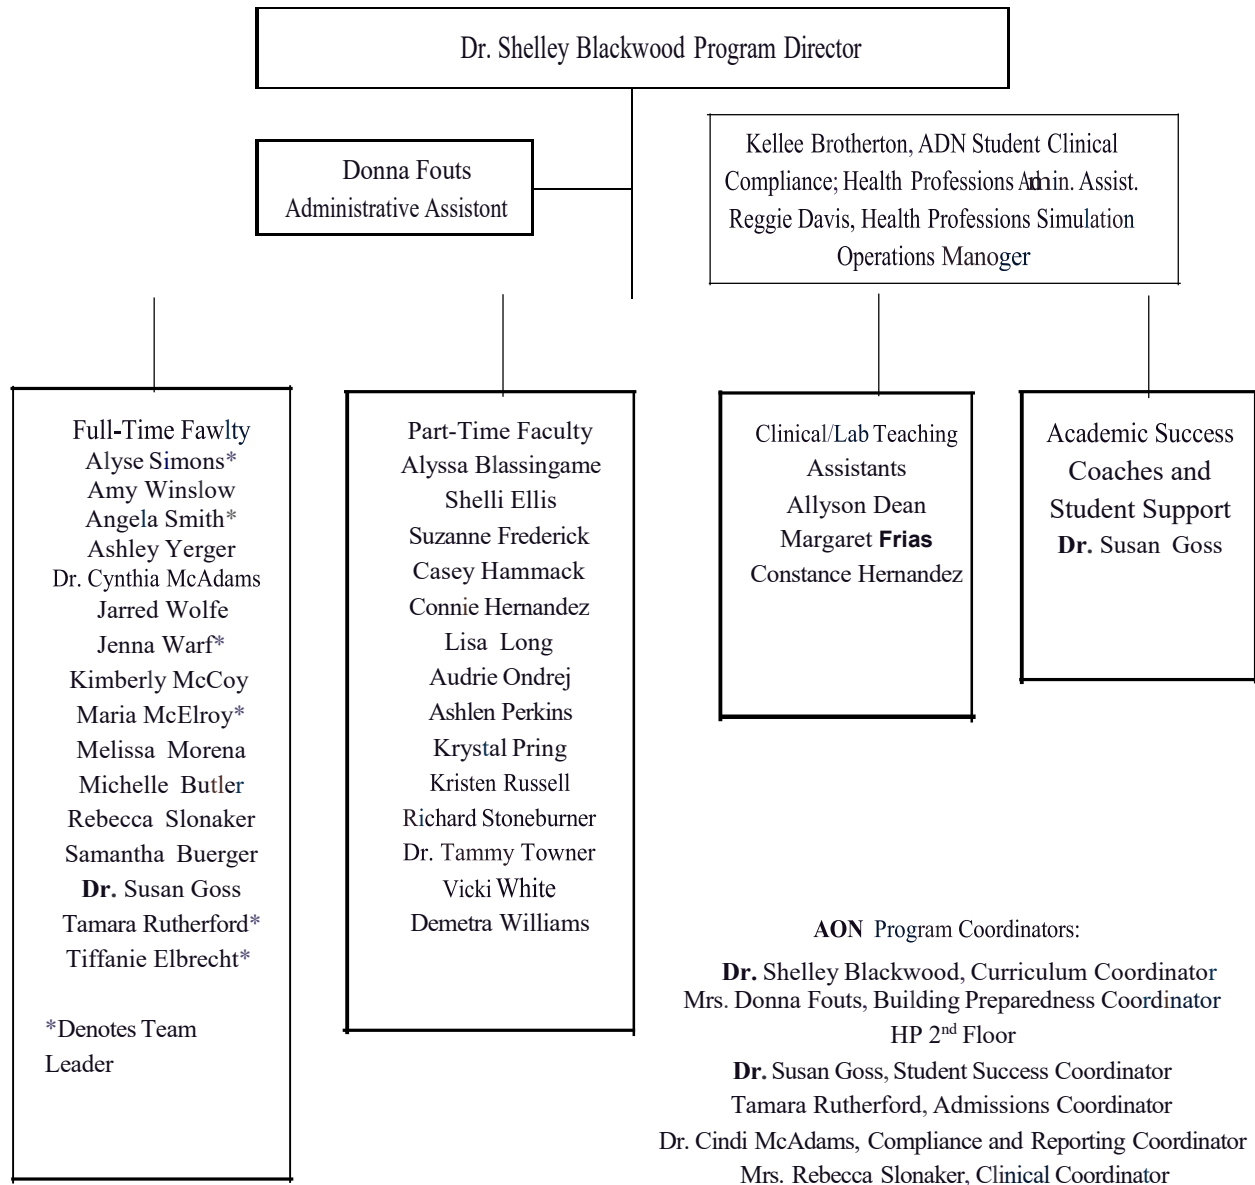 Dr. Shelley Blackwood Program Director
Donna Fouts
Administrative Assistont
Kellee Brotherton, ADN Student Clinical
Compliance; Health Professions Admin. Assist.
Reggie Davis, Health Professions Simulation
Operations Manoger
Full-Time Fawlty
Alyse Simons*
Amy Winslow
Angela Smith*
Ashley Yerger
Dr. Cynthia McAdams
Jarred Wolfe
Jenna Warf*
Kimberly McCoy
Maria McElroy*
Melissa Morena
Michelle Butler
Rebecca Slonaker
Samantha Buerger
Dr. Susan Goss
Tamara Rutherford*
Tiffanie Elbrecht*
*Denotes Team
Leader
Part-Time Faculty
Alyssa Blassingame
Shelli Ellis
Suzanne Frederick
Casey Hammack
Connie Hernandez
Lisa Long
Audrie Ondrej
Ashlen Perkins
Krystal Pring
Kristen Russell
Richard Stoneburner
Dr. Tammy Towner
Vicki White
Demetra Williams
Clinical/Lab Teaching
Assistants
Allyson Dean
Margaret Frias
Constance Hernandez
Academic Success
Coaches and
Student Support
Dr. Susan Goss
AON Program Coordinators:
Dr. Shelley Blackwood, Curriculum Coordinator
Mrs. Donna Fouts, Building Preparedness Coordinator
HP 2nd Floor
Dr. Susan Goss, Student Success Coordinator
Tamara Rutherford, Admissions Coordinator
Dr. Cindi McAdams, Compliance and Reporting Coordinator
Mrs. Rebecca Slonaker, Clinical Coordinator